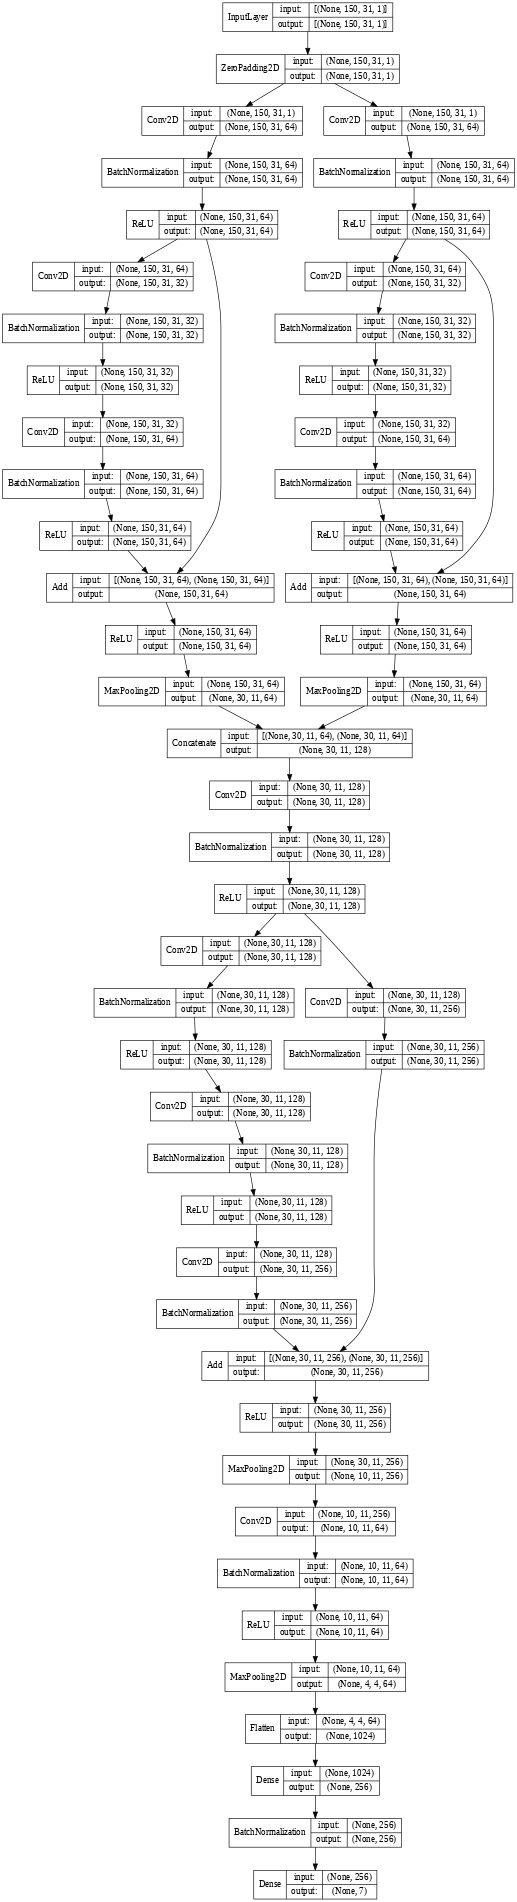 InputLayer input: [(None, 150, 31, 1)]
output: [(None, 150, 31, 1)]
ZeroPadding2D input: (None, 150, 31, 1)
output: (None, 150, 31, 1)
Conv2D input: (None, 150, 31, 1)
output: (None, 150, 31, 64)
Conv2D input: (None, 150, 31, 1)
output: (None, 150, 31, 64)
BatchNormalization input: (None, 150, 31, 64)
output: (None, 150, 31, 64)
BatchNormalization input: (None, 150, 31, 64)
output: (None, 150, 31, 64)
ReLU input: (None, 150, 31, 64)
output: (None, 150, 31, 64)
ReLU input: (None, 150, 31, 64)
output: (None, 150, 31, 64)
Conv2D input: (None, 150, 31, 64)
output: (None, 150, 31, 32)
Conv2D input: (None, 150, 31, 64)
output: (None, 150, 31, 32)
BatchNormalization input: (None, 150, 31, 32)
output: (None, 150, 31, 32)
BatchNormalization input: (None, 150, 31, 32)
output: (None, 150, 31, 32)
ReLU input: (None, 150, 31, 32)
output: (None, 150, 31, 32)
ReLU input: (None, 150, 31, 32)
output: (None, 150, 31, 32)
Conv2D input: (None, 150, 31, 32)
output: (None, 150, 31, 64)
Conv2D input: (None, 150, 31, 32)
output: (None, 150, 31, 64)
BatchNormalization input: (None, 150, 31, 64)
output: (None, 150, 31, 64)
BatchNormalization input: (None, 150, 31, 64)
output: (None, 150, 31, 64)
ReLU input: (None, 150, 31, 64)
output: (None, 150, 31, 64)
ReLU input: (None, 150, 31, 64)
output: (None, 150, 31, 64)
Add input: [(None, 150, 31, 64), (None, 150, 31, 64)]
output: (None, 150, 31, 64)
Add input: [(None, 150, 31, 64), (None, 150, 31, 64)]
output: (None, 150, 31, 64)
ReLU input: (None, 150, 31, 64)
output: (None, 150, 31, 64)
ReLU input: (None, 150, 31, 64)
output: (None, 150, 31, 64)
MaxPooling2D input: (None, 150, 31, 64)
output: (None, 30, 11, 64)
MaxPooling2D input: (None, 150, 31, 64)
output: (None, 30, 11, 64)
Concatenate input: [(None, 30, 11, 64), (None, 30, 11, 64)]
output: (None, 30, 11, 128)
Conv2D input: (None, 30, 11, 128)
output: (None, 30, 11, 128)
BatchNormalization input: (None, 30, 11, 128)
output: (None, 30, 11, 128)
ReLU input: (None, 30, 11, 128)
output: (None, 30, 11, 128)
Conv2D input: (None, 30, 11, 128)
output: (None, 30, 11, 128)
BatchNormalization input: (None, 30, 11, 128)
output: (None, 30, 11, 128)
Conv2D input: (None, 30, 11, 128)
output: (None, 30, 11, 256)
ReLU input: (None, 30, 11, 128)
output: (None, 30, 11, 128)
BatchNormalization input: (None, 30, 11, 256)
output: (None, 30, 11, 256)
Conv2D input: (None, 30, 11, 128)
output: (None, 30, 11, 128)
BatchNormalization input: (None, 30, 11, 128)
output: (None, 30, 11, 128)
ReLU input: (None, 30, 11, 128)
output: (None, 30, 11, 128)
Conv2D input: (None, 30, 11, 128)
output: (None, 30, 11, 256)
BatchNormalization input: (None, 30, 11, 256)
output: (None, 30, 11, 256)
Add input: [(None, 30, 11, 256), (None, 30, 11, 256)]
output: (None, 30, 11, 256)
ReLU input: (None, 30, 11, 256)
output: (None, 30, 11, 256)
MaxPooling2D input: (None, 30, 11, 256)
output: (None, 10, 11, 256)
Conv2D input: (None, 10, 11, 256)
output: (None, 10, 11, 64)
BatchNormalization input: (None, 10, 11, 64)
output: (None, 10, 11, 64)
ReLU input: (None, 10, 11, 64)
output: (None, 10, 11, 64)
MaxPooling2D input: (None, 10, 11, 64)
output: (None, 4, 4, 64)
Flatten input: (None, 4, 4, 64)
output: (None, 1024)
Dense input: (None, 1024)
output: (None, 256)
BatchNormalization input: (None, 256)
output: (None, 256)
Dense input: (None, 256)
output: (None, 7)